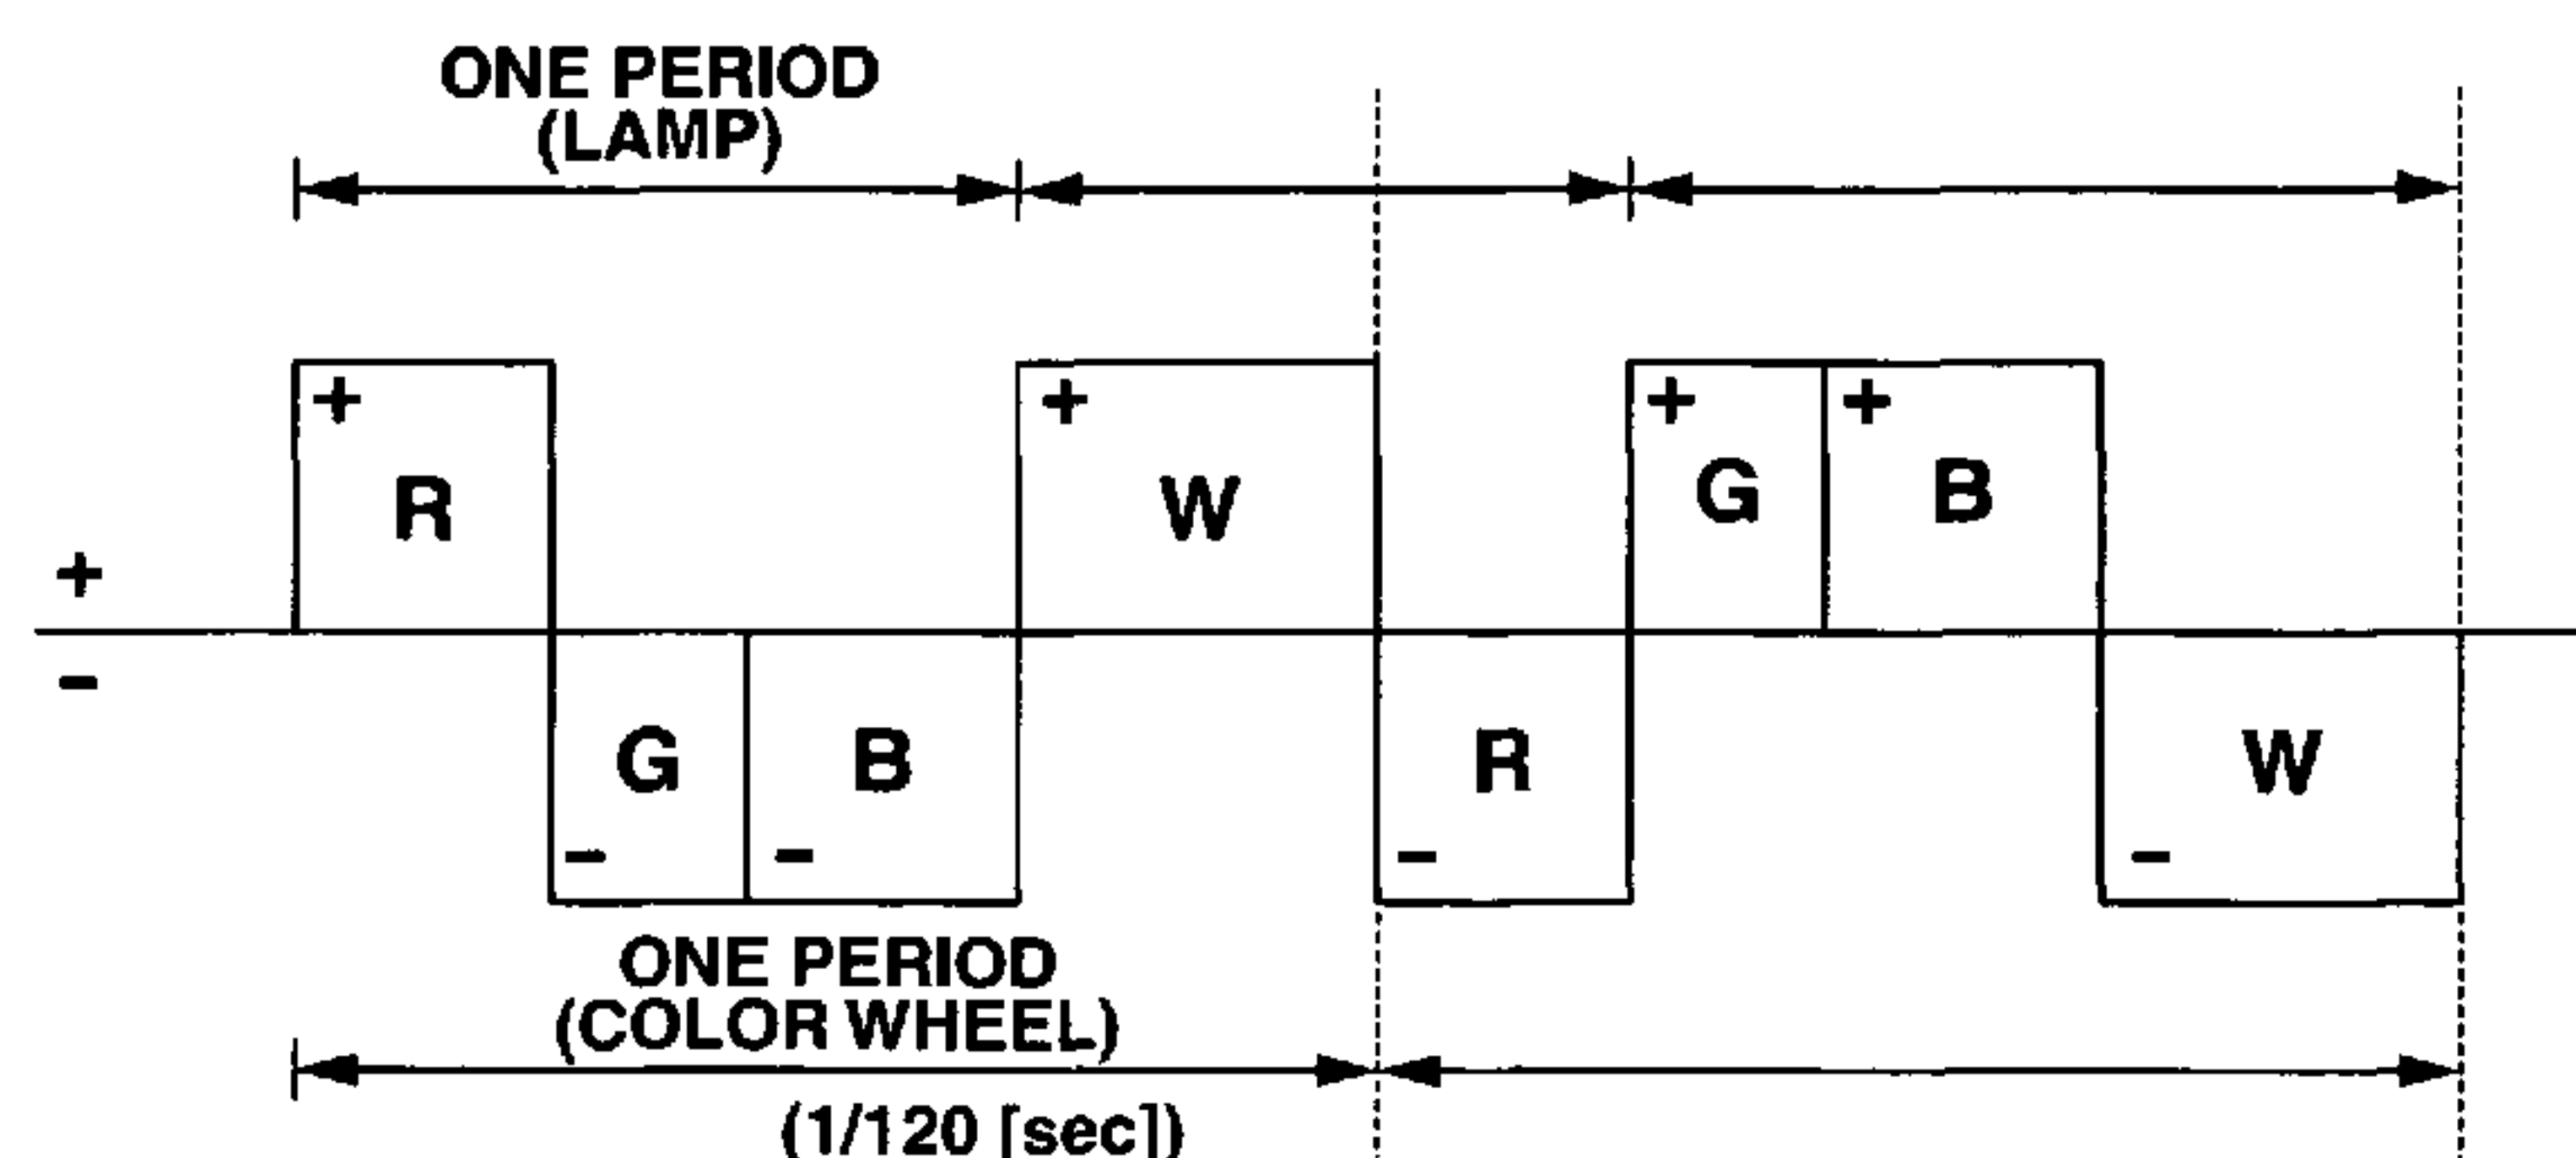 ONE PERIOD
(LAMP)
+ + + +
R W G B
+
−
G B R W
− − − −
ONE PERIOD
(COLOR WHEEL)
(1/120 [sec])